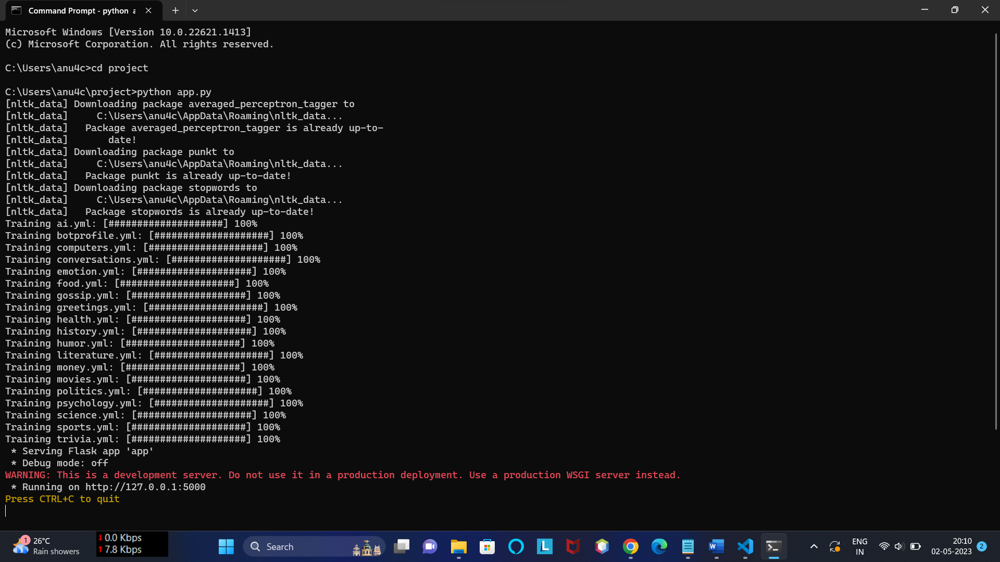 Command Prompt - python a
Microsoft Windows [Version 10.0.22621.1413]
(c) Microsoft Corporation. All rights reserved.
C:\Users\anu4c>cd project
C:\Users\anu4c\project>python app.py
[nltk_data] Downloading package averaged_perceptron_tagger to
[nltk_data]     C:\Users\anu4c\AppData\Roaming\nltk_data...
[nltk_data]   Package averaged_perceptron_tagger is already up-to-
[nltk_data]       date!
[nltk_data] Downloading package punkt to
[nltk_data]     C:\Users\anu4c\AppData\Roaming\nltk_data...
[nltk_data]   Package punkt is already up-to-date!
[nltk_data] Downloading package stopwords to
[nltk_data]     C:\Users\anu4c\AppData\Roaming\nltk_data...
[nltk_data]   Package stopwords is already up-to-date!
Training ai.yml: [####################] 100%
Training botprofile.yml: [####################] 100%
Training computers.yml: [####################] 100%
Training conversations.yml: [####################] 100%
Training emotion.yml: [####################] 100%
Training food.yml: [####################] 100%
Training gossip.yml: [####################] 100%
Training greetings.yml: [####################] 100%
Training health.yml: [####################] 100%
Training history.yml: [####################] 100%
Training humor.yml: [####################] 100%
Training literature.yml: [####################] 100%
Training money.yml: [####################] 100%
Training movies.yml: [####################] 100%
Training politics.yml: [####################] 100%
Training psychology.yml: [####################] 100%
Training science.yml: [####################] 100%
Training sports.yml: [####################] 100%
Training trivia.yml: [####################] 100%
 * Serving Flask app 'app'
 * Debug mode: off
WARNING: This is a development server. Do not use it in a production deployment. Use a production WSGI server instead.
 * Running on http://127.0.0.1:5000
Press CTRL+C to quit
1
26°C
Rain showers
0.0 Kbps
7.8 Kbps
Search
L
W
ENG
IN
20:10
02-05-2023
2